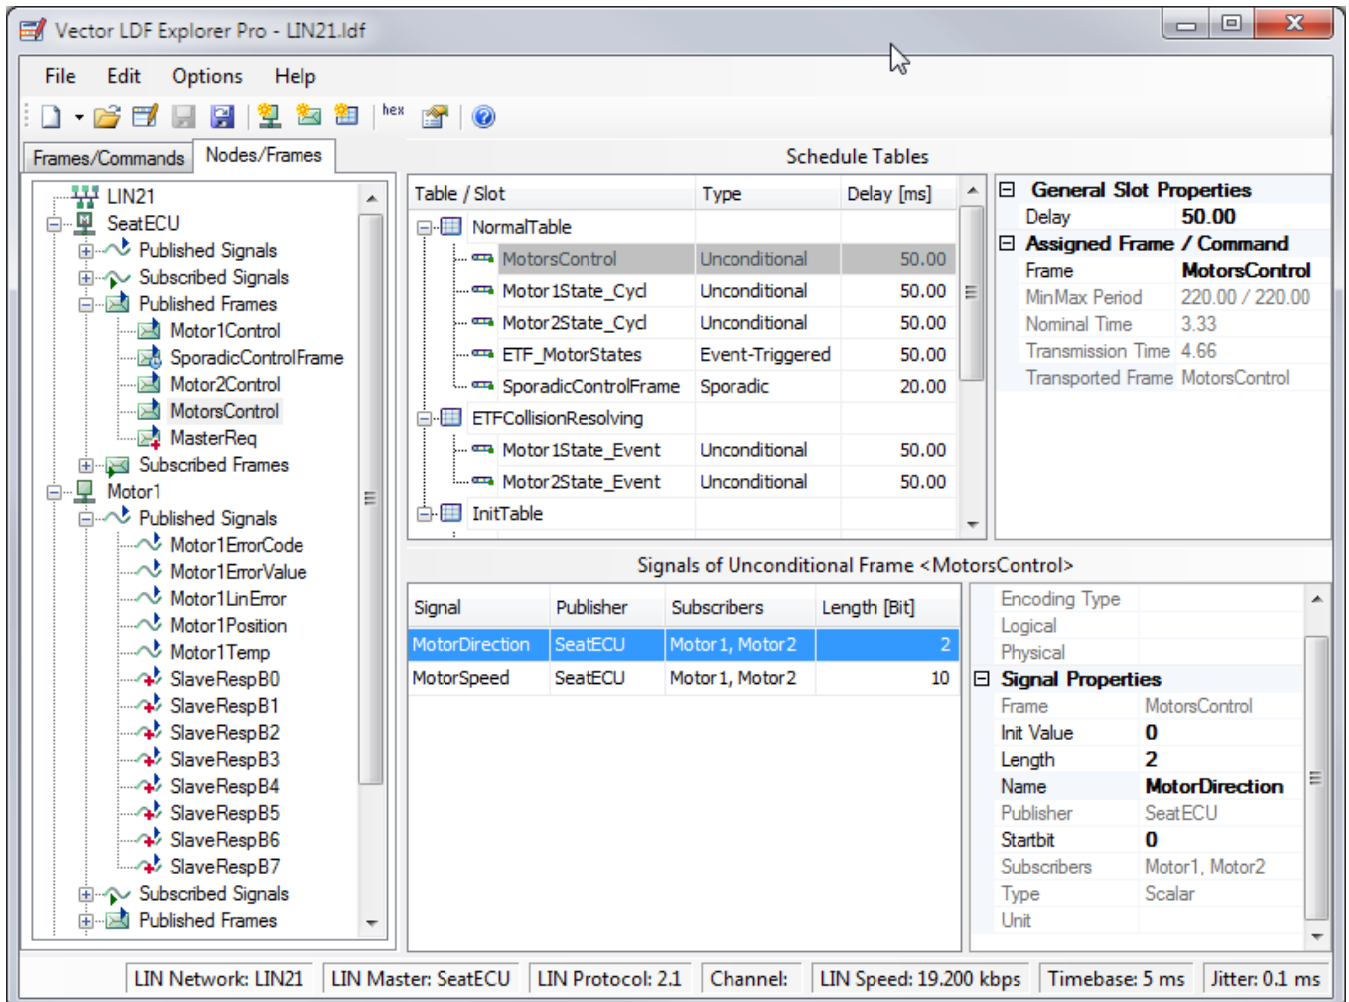 Vector LDF Explorer Pro - LIN21.ldf
File Edit Options Help
hex
Frames/Commands Nodes/Frames
LIN21
SeatECU
Published Signals
Subscribed Signals
Published Frames
Motor1Control
SporadicControlFrame
Motor2Control
MotorsControl
MasterReq
Subscribed Frames
Motor1
Published Signals
Motor1ErrorCode
Motor1ErrorValue
Motor1LinError
Motor1Position
Motor1Temp
SlaveRespB0
SlaveRespB1
SlaveRespB2
SlaveRespB3
SlaveRespB4
SlaveRespB5
SlaveRespB6
SlaveRespB7
Subscribed Signals
Published Frames
Schedule Tables
Table / Slot Type Delay [ms]
NormalTable
MotorsControl Unconditional 50.00
Motor1State_Cycl Unconditional 50.00
Motor2State_Cycl Unconditional 50.00
ETF_MotorStates Event-Triggered 50.00
SporadicControlFrame Sporadic 20.00
ETFCollisionResolving
Motor1State_Event Unconditional 50.00
Motor2State_Event Unconditional 50.00
InitTable
General Slot Properties
Delay 50.00
Assigned Frame / Command
Frame MotorsControl
MinMax Period 220.00 / 220.00
Nominal Time 3.33
Transmission Time 4.66
Transported Frame MotorsControl
Signals of Unconditional Frame <MotorsControl>
Signal Publisher Subscribers Length [Bit]
MotorDirection SeatECU Motor1, Motor2 2
MotorSpeed SeatECU Motor1, Motor2 10
Encoding Type
Logical
Physical
Signal Properties
Frame MotorsControl
Init Value 0
Length 2
Name MotorDirection
Publisher SeatECU
Startbit 0
Subscribers Motor1, Motor2
Type Scalar
Unit
LIN Network: LIN21 LIN Master: SeatECU LIN Protocol: 2.1 Channel: LIN Speed: 19.200 kbps Timebase: 5 ms Jitter: 0.1 ms